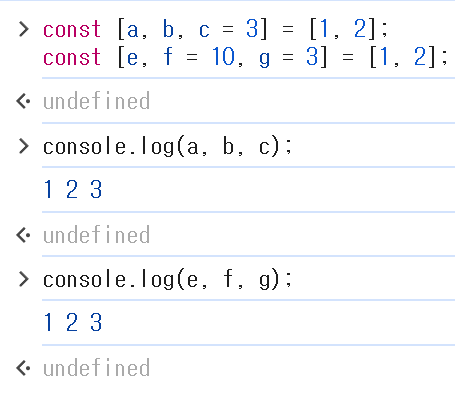 > const [a, b, c = 3] = [1, 2];
const [e, f = 10, g = 3] = [1, 2];
undefined
> console.log(a, b, c);
1 2 3
undefined
> console.log(e, f, g);
1 2 3
undefined